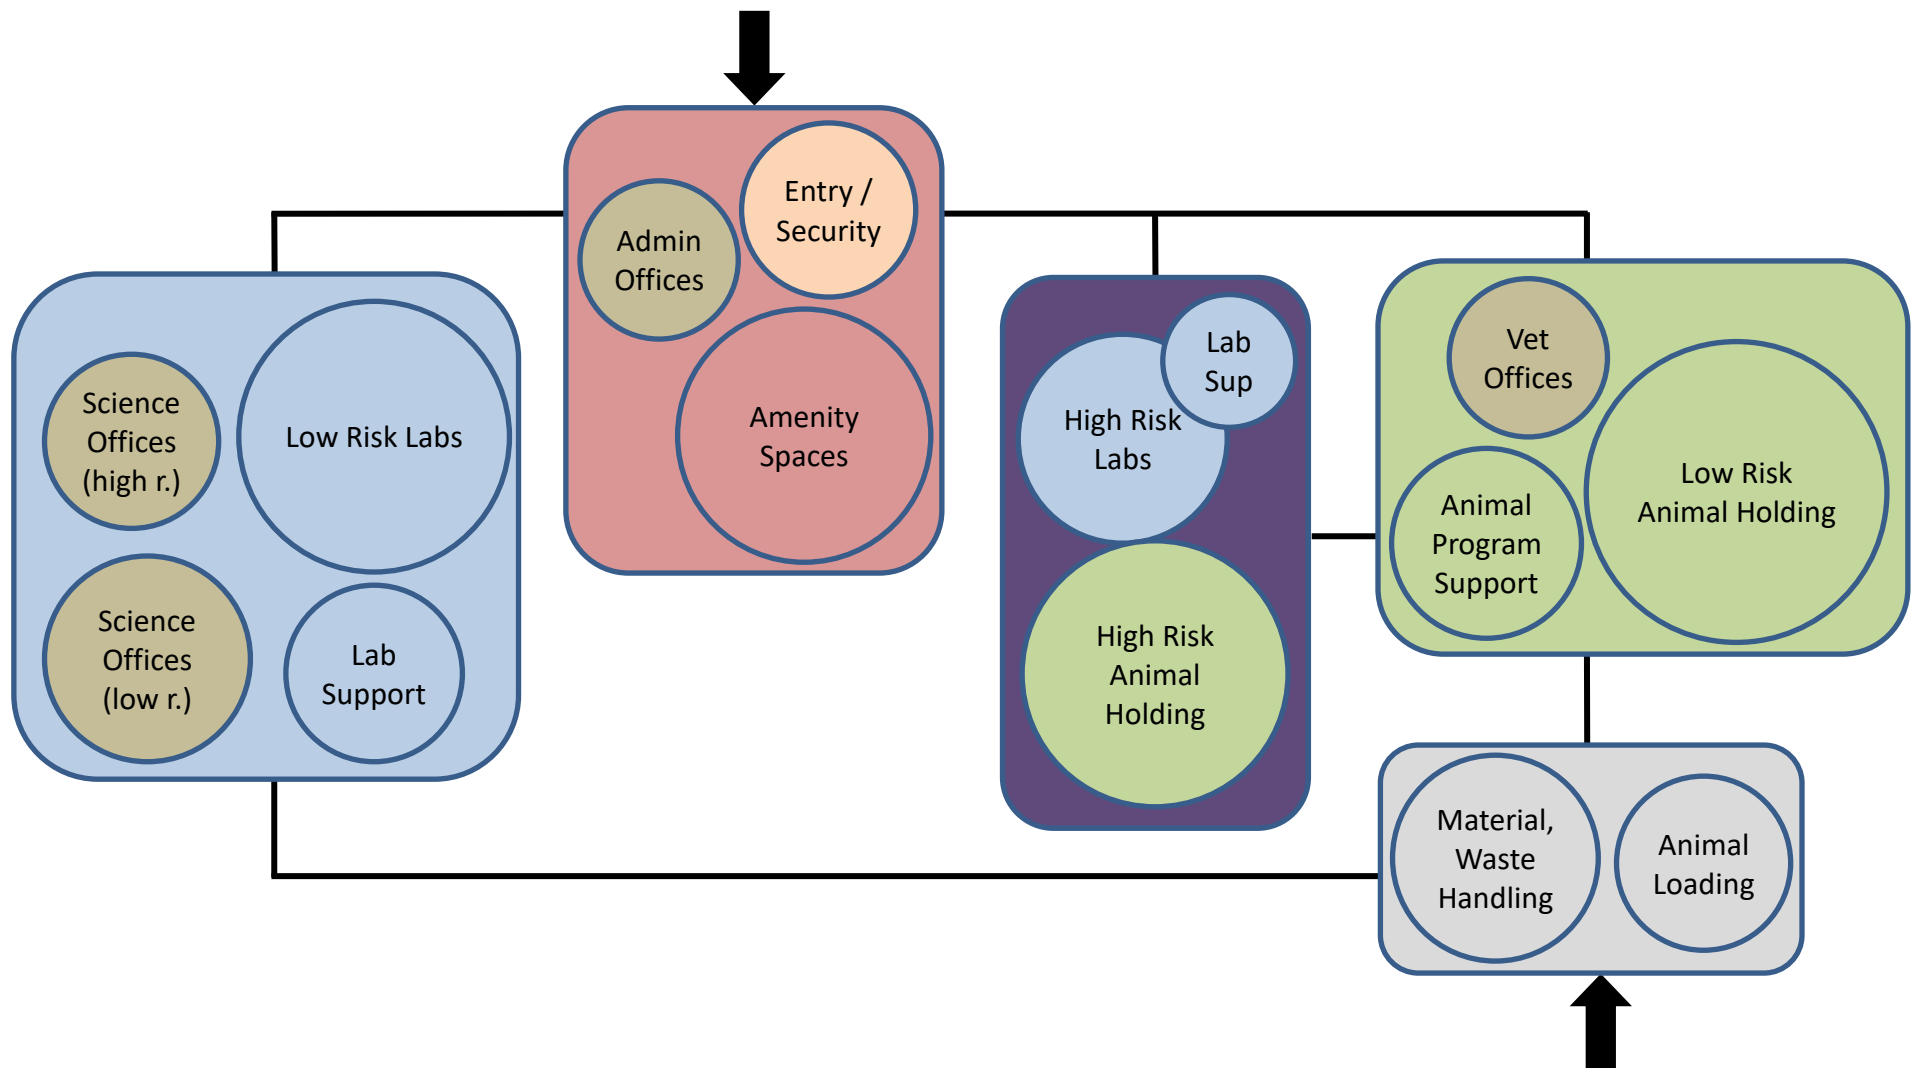 Entry /
Security
Admin
Offices
Amenity
Spaces
Science
Offices
(high r.)
Low Risk Labs
Science
Offices
(low r.)
Lab
Support
Lab
Sup
High Risk
Labs
High Risk
Animal
Holding
Vet
Offices
Low Risk
Animal Holding
Animal
Program
Support
Material,
Waste
Handling
Animal
Loading